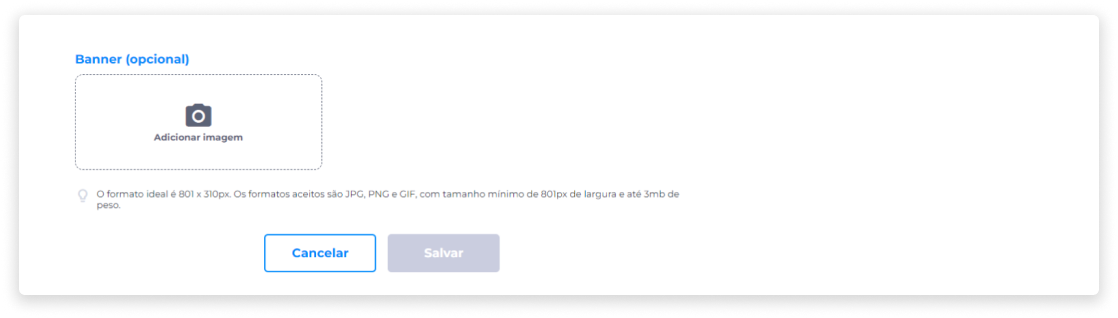 Banner (opcional)
Adicionar imagem
O formato ideal é 801 x 310px. Os formatos aceitos são JPG, PNG e GIF, com tamanho mínimo de 801px de largura e até 3mb de
peso.
Cancelar
Salvar